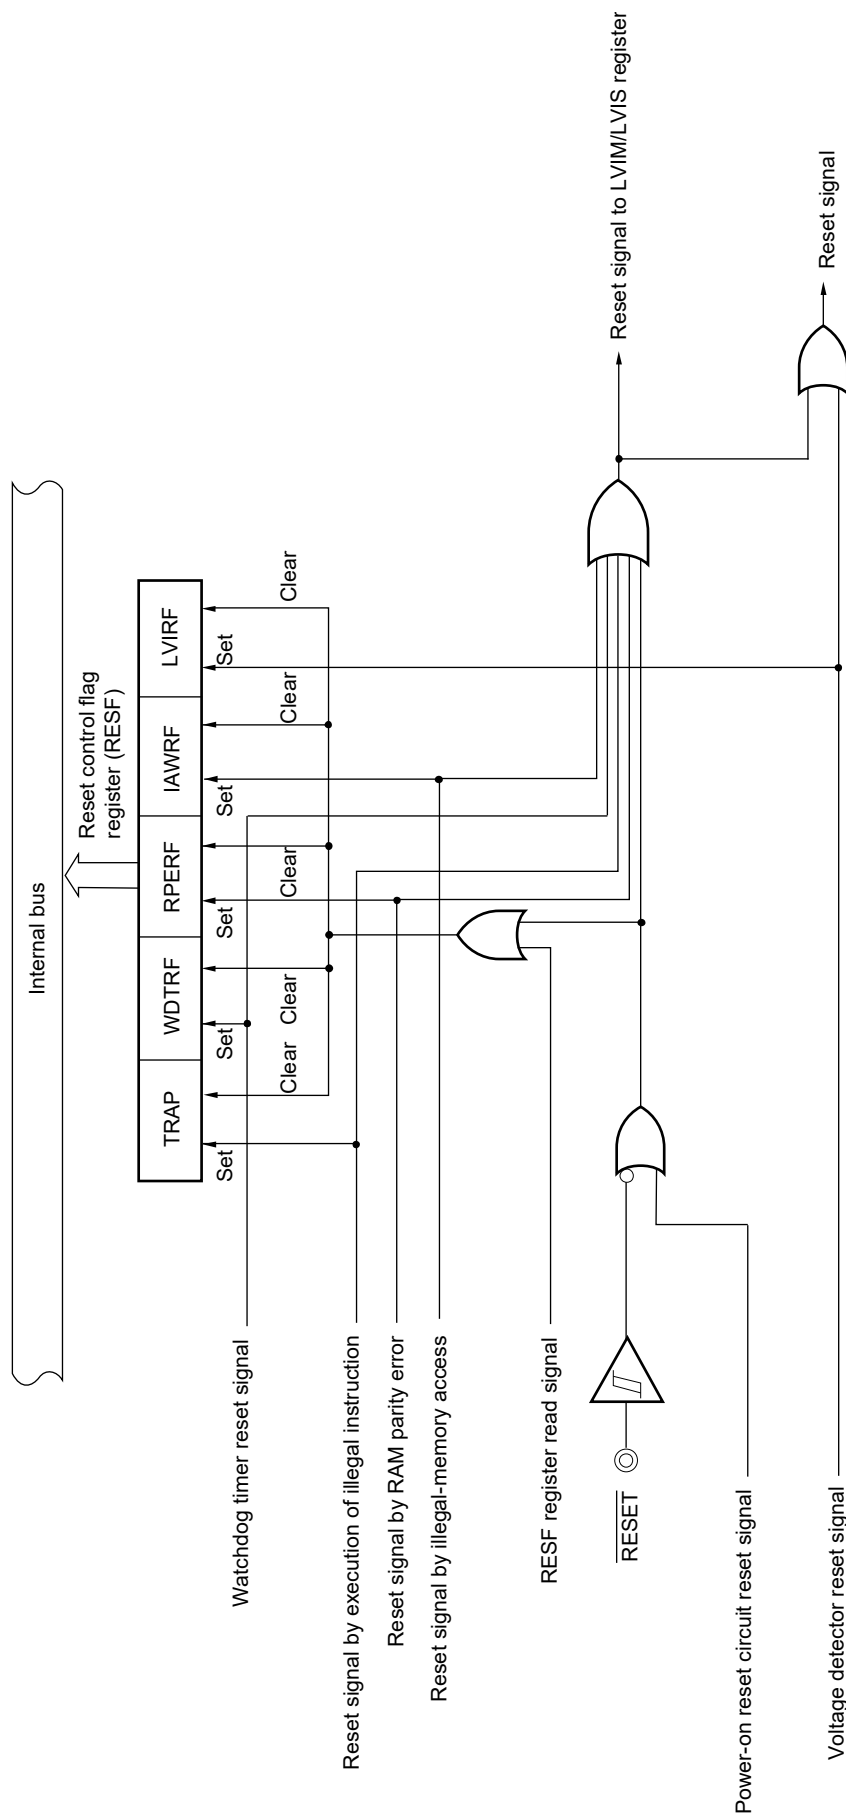 Internal bus
Reset control flag
register (RESF)
TRAP
WDTRF
RPERF
IAWRF
LVIRF
Set
Set
Set
Set
Set
Clear
Clear
Clear
Clear
Clear
Watchdog timer reset signal
Reset signal by execution of illegal instruction
Reset signal by RAM parity error
Reset signal by illegal-memory access
RESF register read signal
RESET
Power-on reset circuit reset signal
Voltage detector reset signal
Reset signal to LVIM/LVIS register
Reset signal